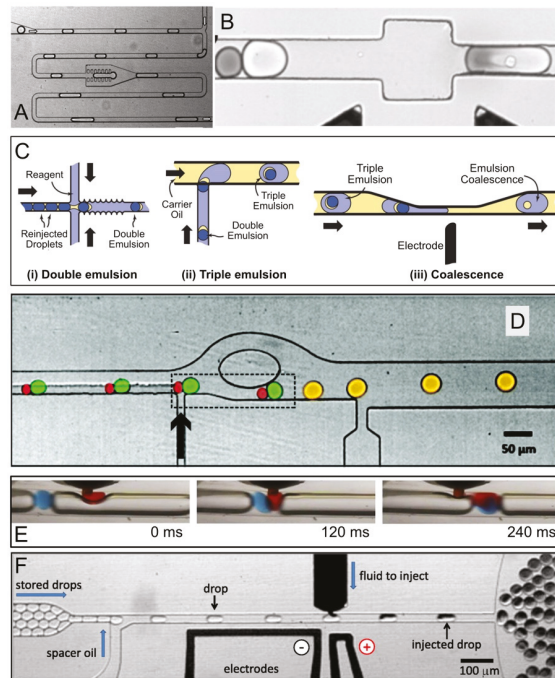 A
B
C
Reagent
Reinjected
Droplets
Double
Emulsion
(i) Double emulsion
Carrier
Oil
Triple
Emulsion
Double
Emulsion
(ii) Triple emulsion
Triple
Emulsion
Emulsion
Coalescence
Electrode
(iii) Coalescence
D
50 µm
E
0 ms
120 ms
240 ms
F
stored drops
spacer oil
drop
electrodes
-
+
fluid to inject
injected drop
100 µm